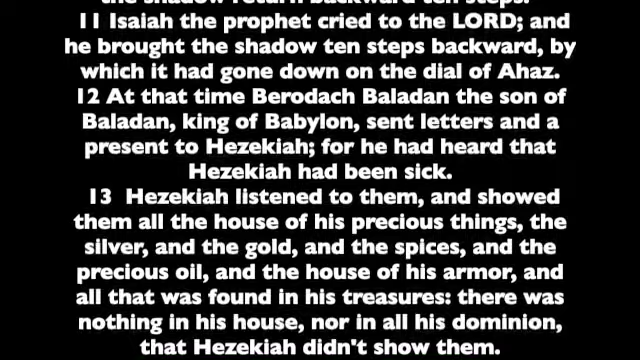 the shadow return backward ten steps."
11 Isaiah the prophet cried to the LORD; and
he brought the shadow ten steps backward, by
which it had gone down on the dial of Ahaz.
12 At that time Berodach Baladan the son of
Baladan, king of Babylon, sent letters and a
present to Hezekiah; for he had heard that
Hezekiah had been sick.
13  Hezekiah listened to them, and showed
them all the house of his precious things, the
silver, and the gold, and the spices, and the
precious oil, and the house of his armor, and
all that was found in his treasures: there was
nothing in his house, nor in all his dominion,
that Hezekiah didn't show them.